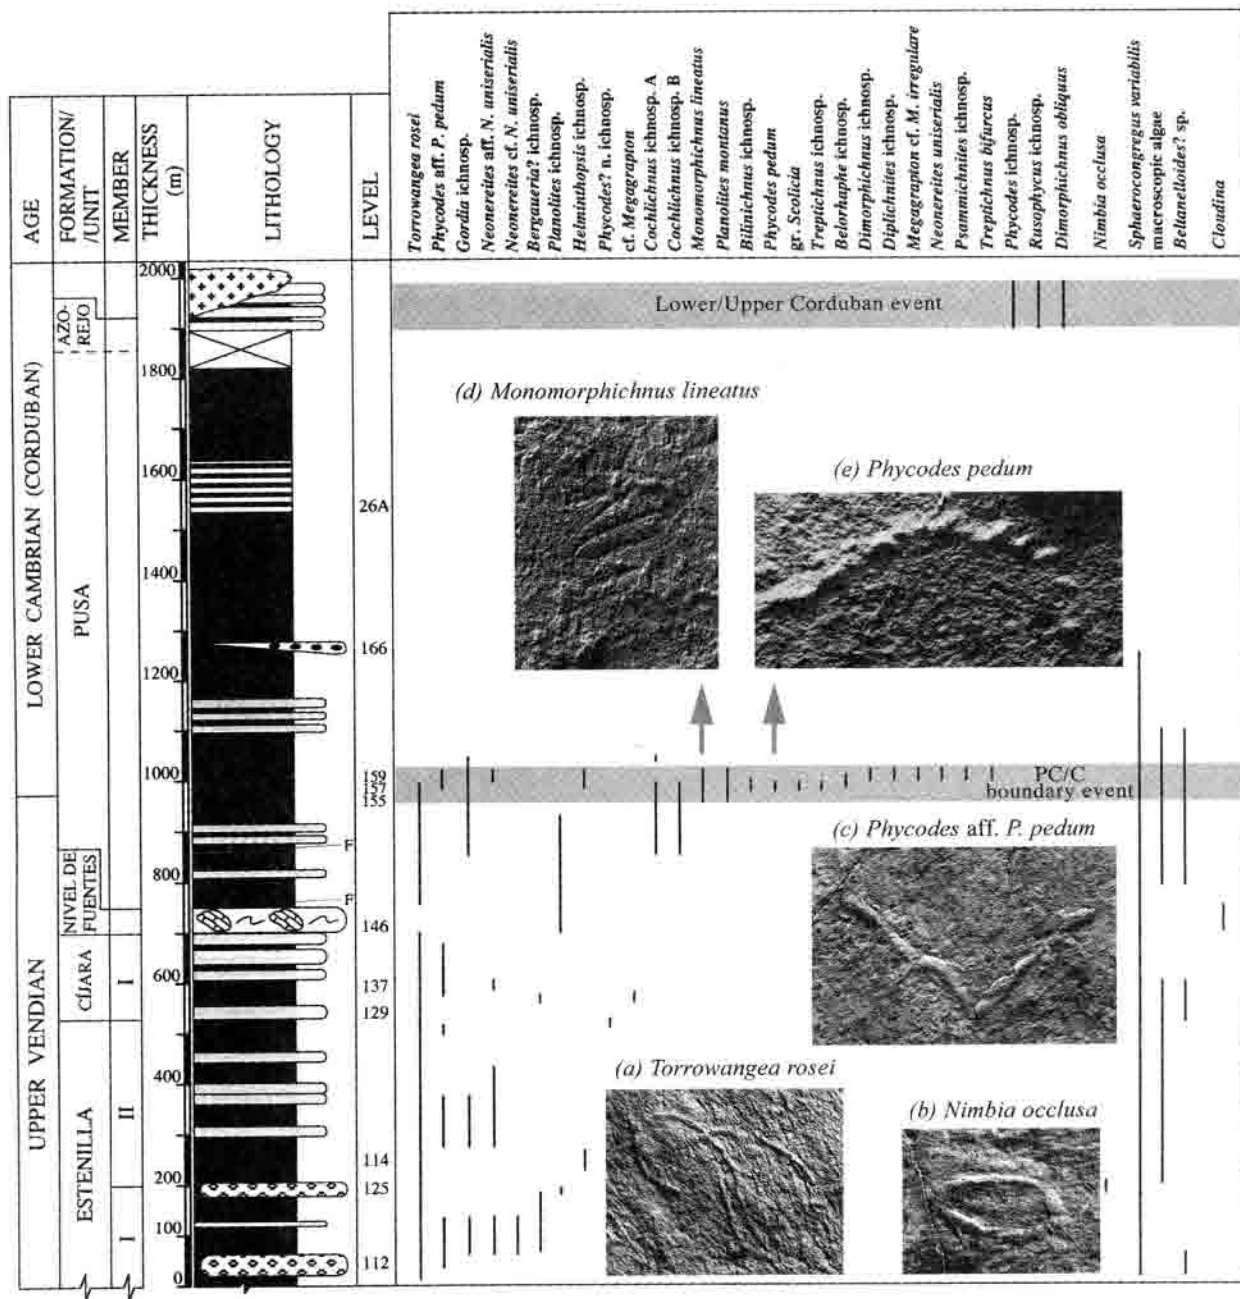 AGE
FORMATION/
/UNIT
MEMBER
THICKNESS
(m)
LITHOLOGY
LEVEL
Torrowangea rosei
Phycodes aff. P. pedum
Gordia ichnosp.
Neonereites aff. N. uniserialis
Neonereites cf. N. uniserialis
Bergaueria? ichnosp.
Planolites ichnosp.
Helminthopsis ichnosp.
Phycodes? n. ichnosp.
cf. Megagrapion
Cochlichnus ichnosp. A
Cochlichnus ichnosp. B
Monomorphichnus lineatus
Planolites montanus
Bilinichnus ichnosp.
Phycodes pedum
gr. Scolicia
Treptichnus ichnosp.
Belorhaphe ichnosp.
Dimorphichnus ichnosp.
Diplichnites ichnosp.
Megagrapion cf. M. irregulare
Neonereites uniserialis
Psammichnites ichnosp.
Treptichnus bifurcus
Phycodes ichnosp.
Rusophycus ichnosp.
Dimorphichnus obliquus
Nimbia occlusa
Sphaerocongregus variabilis
macroscopic algae
Beltanelloides? sp.
Cloudina
LOWER CAMBRIAN (CORDUBAN)
UPPER VENDIAN
AZO-
REJO
PUSA
NIVEL DE
FUENTES
CÍJARA
ESTENILLA
I
II
I
2000
1800
1600
1400
1200
1000
800
600
400
200
100
0
F
F
26A
166
159
157
155
146
137
129
114
125
112
Lower/Upper Corduban event
(d) Monomorphichnus lineatus
(e) Phycodes pedum
PC/C
boundary event
(c) Phycodes aff. P. pedum
(a) Torrowangea rosei
(b) Nimbia occlusa